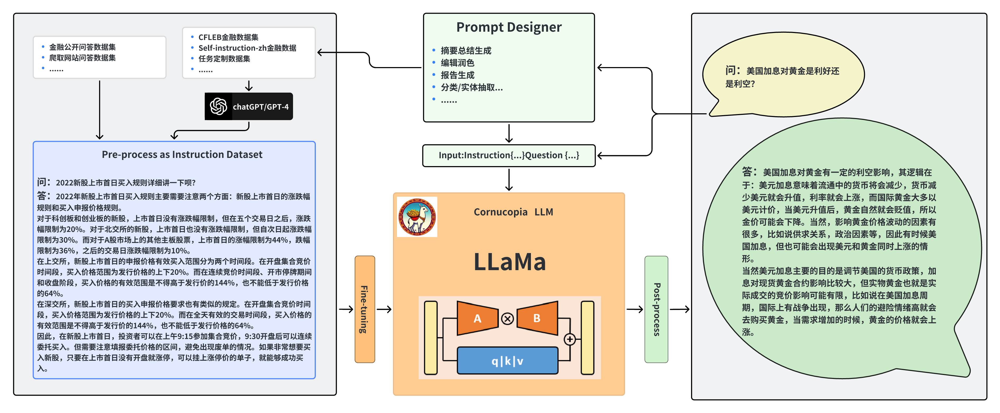 金融公开问答数据集
爬取网站问答数据集
......
CFLEB金融数据集
Self-instruction-zh金融数据
任务定制数据集
......
chatGPT/GPT-4
Pre-process as Instruction Dataset
问：2022新股上市首日买入规则详细讲一下呗？
答：2022年新股上市首日买入规则主要需要注意两个方面：新股上市首日的涨跌幅
规则和买入申报价格规则。
对于科创板和创业板的新股，上市首日没有涨跌幅限制，但在五个交易日之后，涨跌
幅限制为20%。对于北交所的新股，上市首日也没有涨跌幅限制，但自次日起涨跌幅
限制为30%。而对于A股市场上的其他主板股票，上市首日的涨幅限制为44%，跌幅
限制为36%，之后的交易日涨跌幅限制为10%。
在上交所，新股上市首日的申报价格有效买入范围分为两个时间段。在开盘集合竞价
时间段，买入价格范围为发行价格的上下20%。而在连续竞价时间段、开市停牌期间
和收盘阶段，买入价格的有效范围是不得高于发行价的144%，也不能低于发行价格
的64%。
在深交所，新股上市首日的买入申报价格要求也有类似的规定。在开盘集合竞价时间
段，买入价格范围为发行价格的上下20%。而在全天有效的交易时间段，买入价格的
有效范围是不得高于发行价的144%，也不能低于发行价格的64%。
因此，在新股上市首日，投资者可以在上午9:15参加集合竞价，9:30开盘后可以连续
委托买入。但需要注意填报委托价格的区间，避免出现废单的情况。如果非常想要买
入新股，只要在上市首日没有开盘就涨停，可以挂上涨停价的单子，就能够成功买
入。
Fine-tuning
Prompt Designer
摘要总结生成
编辑润色
报告生成
分类/实体抽取...
......
Input:Instruction{...}Question {...}
Cornucopia LLM
LLaMa
A
B
q|k|v
Post-process
问：美国加息对黄金是利好还
是利空？
答：美国加息对黄金有一定的利空影响，其逻辑在
于：美元加息意味着流通中的货币将会减少，货币减
少美元就会升值，利率就会上涨，而国际黄金大多以
美元计价，当美元升值后，黄金自然就会贬值，所以
金价可能会下降。当然，影响黄金价格波动的因素有
很多，比如说供求关系，政治因素等，因此有时候美
国加息，但也可能会出现美元和黄金同时上涨的情
形。
当然美元加息主要的目的是调节美国的货币政策，加
息对现货黄金合约影响比较大，但实物黄金也就是实
际成交的竞价影响可能有限，比如说在美国加息周
期，国际上有战争出现，那么人们的避险情绪高就会
去购买黄金，当需求增加的时候，黄金的价格就会上
涨。